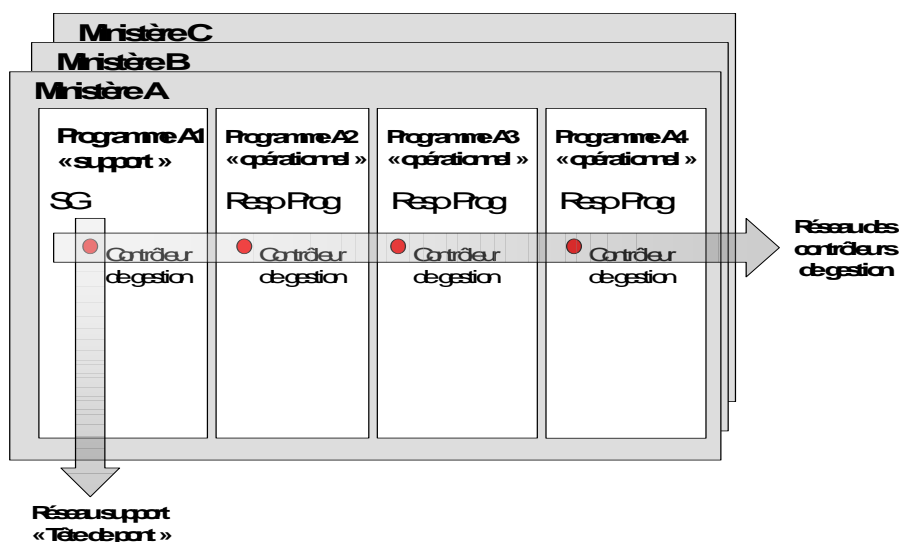 Ministère C
Ministère B
Ministère A
Programme A1
« support »
SG
Contrôleur
de gestion
Programme A2
« opérationnel »
Resp Prog
Contrôleur
de gestion
Programme A3
« opérationnel »
Resp Prog
Contrôleur
de gestion
Programme A4
« opérationnel »
Resp Prog
Contrôleur
de gestion
Réseau des
contrôleurs
de gestion
Réseau support
« Tête de pont »